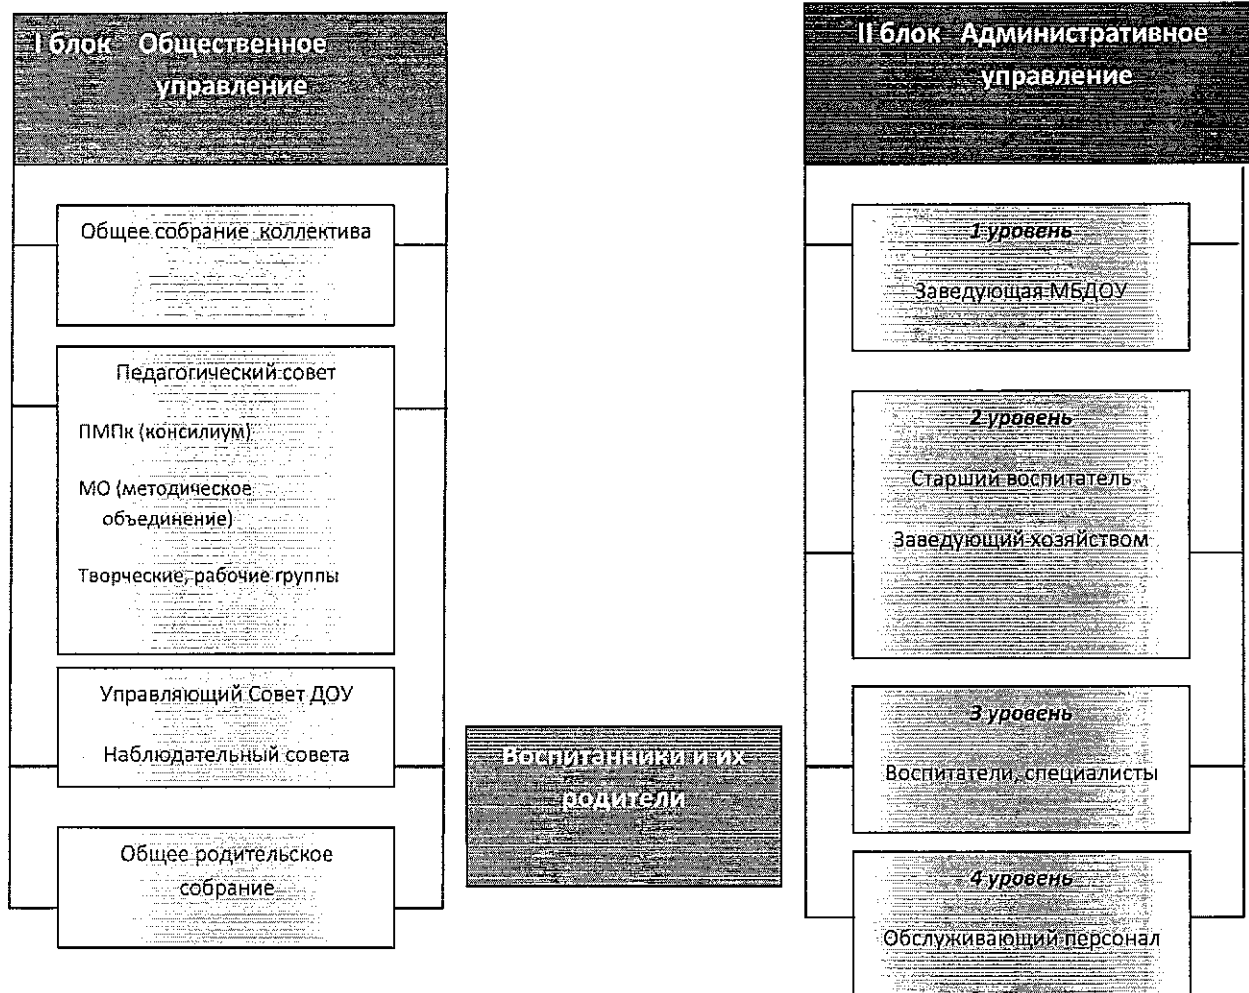 I блок Общественное
управление
Общее собрание коллектива
Педагогический совет
ПМПк (консилиум)
МО (методическое
объединение)
Творческие, рабочие группы
Управляющий Совет ДОУ
Наблюдательный совета
Общее родительское
собрание
Воспитанники и их
родители
II блок Административное
управление
1 уровень
Заведующая МБДОУ
2 уровень
Старший воспитатель
Заведующий хозяйством
3 уровень
Воспитатели, специалисты
4 уровень
Обслуживающий персонал